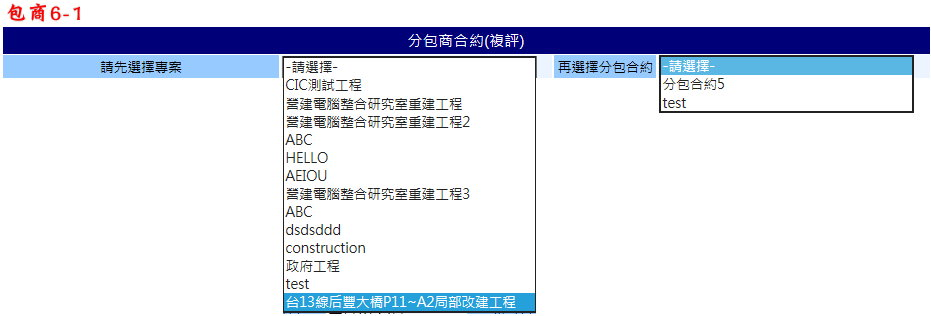 包商6-1
分包商合約(複評)
請先選擇專案
-請選擇-
CIC測試工程
營建電腦整合研究室重建工程
營建電腦整合研究室重建工程2
ABC
HELLO
AEIOU
營建電腦整合研究室重建工程3
ABC
dsdsddd
construction
政府工程
test
台13線后豐大橋P11~A2局部改建工程
再選擇分包合約
-請選擇-
分包合約5
test